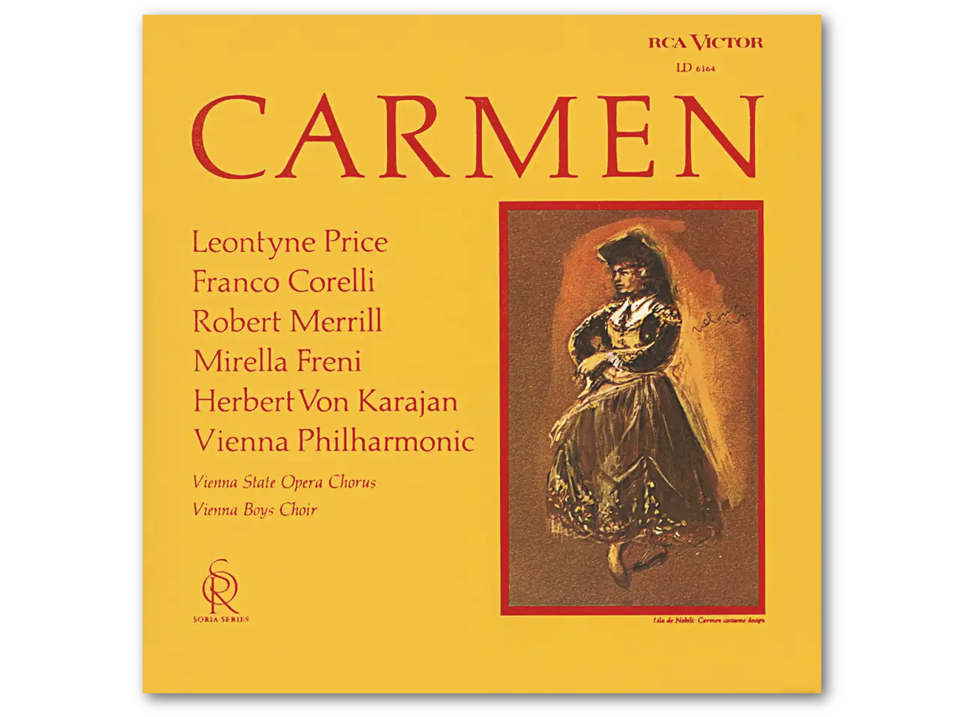 RCA VICTOR
LD 6164
CARMEN
Leontyne Price
Franco Corelli
Robert Merrill
Mirella Freni
Herbert Von Karajan
Vienna Philharmonic
Vienna State Opera Chorus
Vienna Boys Choir
SR
SORIA SERIES
Lila de Nobili: Carmen costume design